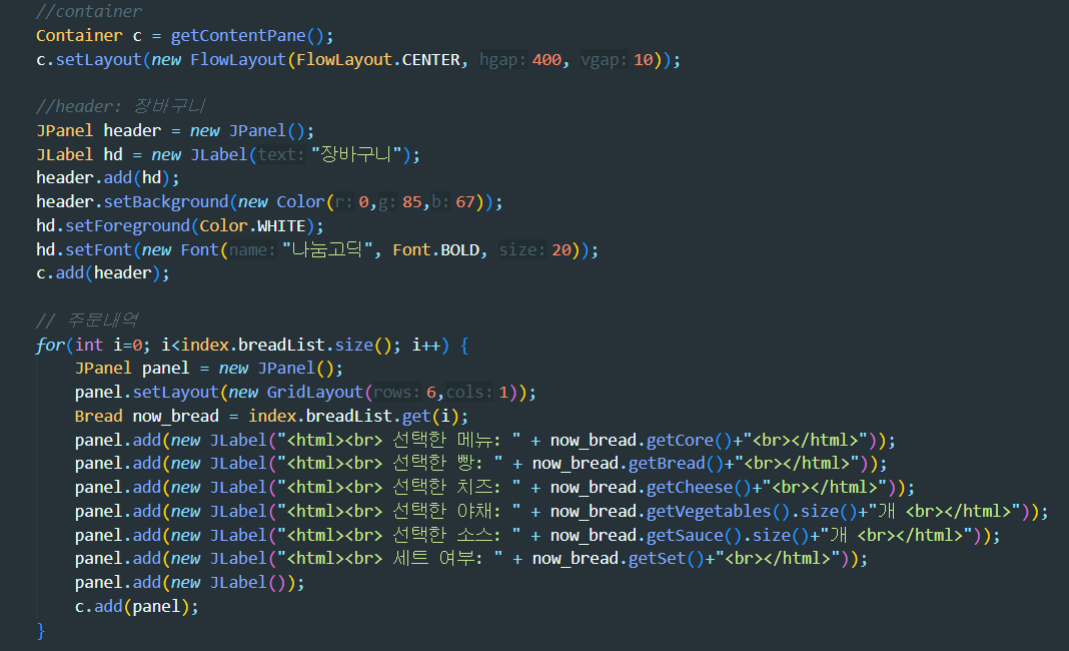 //container
Container c = getContentPane();
c.setLayout(new FlowLayout(FlowLayout.CENTER, hgap: 400, vgap: 10));
//header: 장바구니
JPanel header = new JPanel();
JLabel hd = new JLabel(text: "장바구니");
header.add(hd);
header.setBackground(new Color(r: 0,g: 85,b: 67));
hd.setForeground(Color.WHITE);
hd.setFont(new Font(name: "나눔고딕", Font.BOLD, size: 20));
c.add(header);
// 주문내역
for(int i=0; i<index.breadList.size(); i++) {
    JPanel panel = new JPanel();
    panel.setLayout(new GridLayout(rows: 6,cols: 1));
    Bread now_bread = index.breadList.get(i);
    panel.add(new JLabel("<html><br> 선택한 메뉴: " + now_bread.getCore()+"<br></html>"));
    panel.add(new JLabel("<html><br> 선택한 빵: " + now_bread.getBread()+"<br></html>"));
    panel.add(new JLabel("<html><br> 선택한 치즈: " + now_bread.getCheese()+"<br></html>"));
    panel.add(new JLabel("<html><br> 선택한 야채: " + now_bread.getVegetables().size()+"개 <br></html>"));
    panel.add(new JLabel("<html><br> 선택한 소스: " + now_bread.getSauce().size()+"개 <br></html>"));
    panel.add(new JLabel("<html><br> 세트 여부: " + now_bread.getSet()+"<br></html>"));
    panel.add(new JLabel());
    c.add(panel);
}